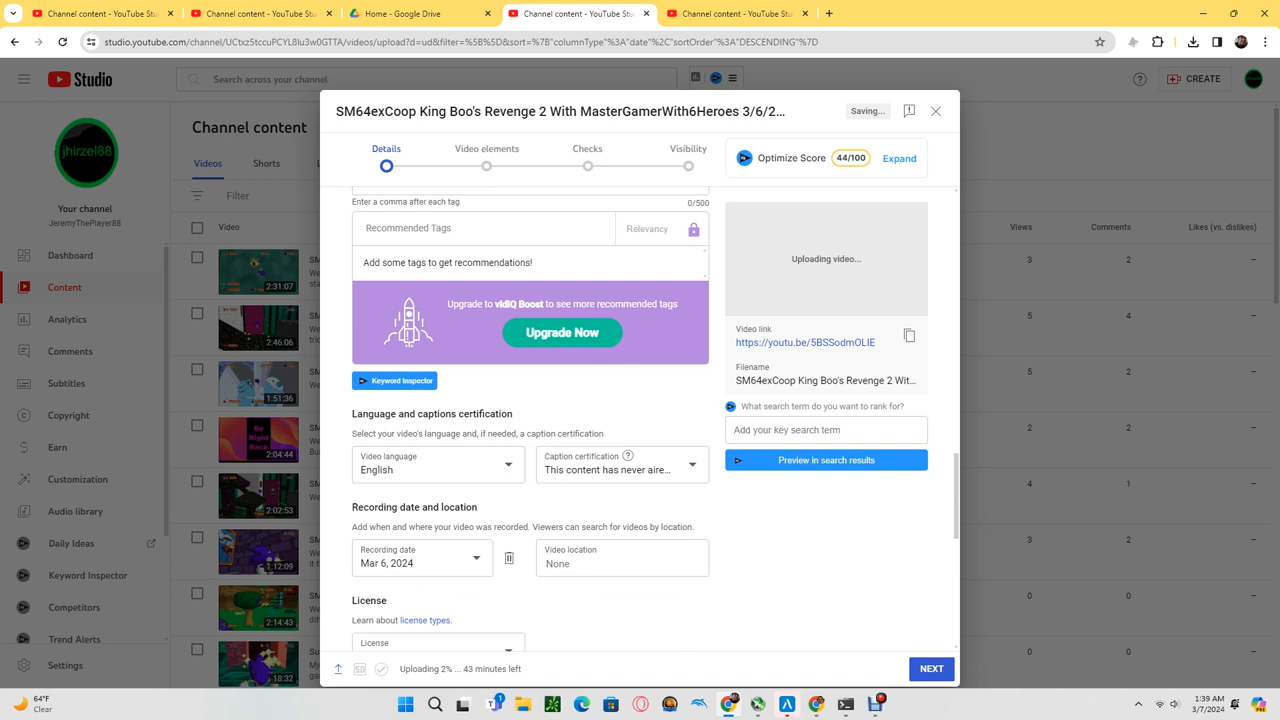 Channel content - YouTube Studio
Channel content - YouTube Studio
Home - Google Drive
Channel content - YouTube Studio
Channel content - YouTube Studio
studio.youtube.com/channel/UCtxz5tccuPCYL8Iu3w0GTTA/videos/upload?d=ud&filter=%5B%5D&sort=%7B"columnType"%3A"date"%2C"sortOrder"%3A"DESCENDING"%7D
Studio
Search across your channel
CREATE
jhirzel88
Your channel
JeremyThePlayer88
Dashboard
Content
Analytics
Comments
Subtitles
Copyright
Earn
Customization
Audio library
Daily Ideas
Keyword Inspector
Competitors
Trend Alerts
Settings
Channel content
Videos
Shorts
Filter
Video
Views
Comments
Likes (vs. dislikes)
2:31:07
3
2
–
2:46:06
5
4
–
1:51:36
5
2
–
Be Right Back
2:04:44
2
2
–
2:02:53
4
1
–
1:12:09
3
2
–
2:14:43
0
0
–
18:32
0
0
–
SM64exCoop King Boo's Revenge 2 With MasterGamerWith6Heroes 3/6/2...
Saving...
Details
Video elements
Checks
Visibility
Optimize Score
44/100
Expand
Enter a comma after each tag
0/500
Recommended Tags
Relevancy
Add some tags to get recommendations!
Upgrade to vidIQ Boost to see more recommended tags
Upgrade Now
Keyword Inspector
Language and captions certification
Select your video's language and, if needed, a caption certification
Video language
English
Caption certification
This content has never aire...
Recording date and location
Add when and where your video was recorded. Viewers can search for videos by location.
Recording date
Mar 6, 2024
Video location
None
License
Learn about license types.
License
Uploading video...
Video link
https://youtu.be/5BSSodmOLIE
Filename
SM64exCoop King Boo's Revenge 2 Wit...
What search term do you want to rank for?
Add your key search term
Preview in search results
SD
Uploading 2% ... 43 minutes left
NEXT
64°F
Clear
1
1:39 AM
3/7/2024